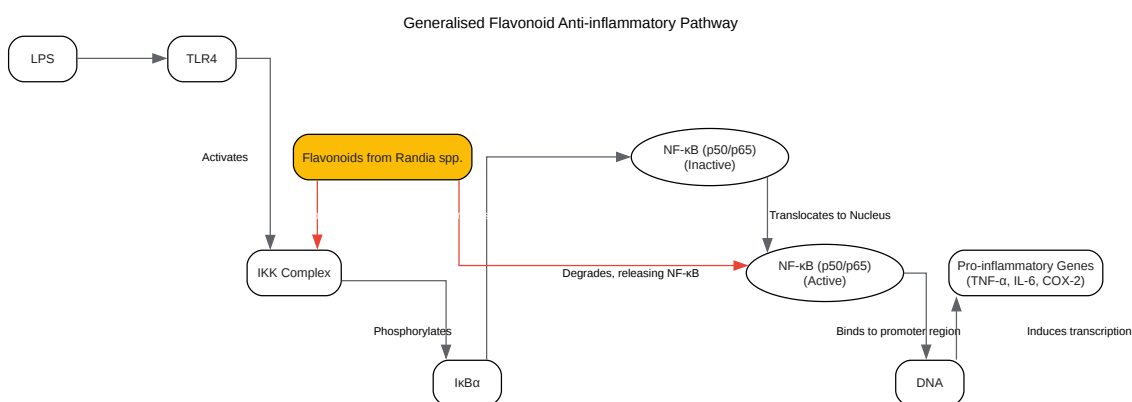 Generalised Flavonoid Anti-inflammatory Pathway
LPS
TLR4
Activates
Flavonoids from Randia spp.
NF-κB (p50/p65)
(Inactive)
Translocates to Nucleus
IKK Complex
Degrades, releasing NF-κB
NF-κB (p50/p65)
(Active)
Pro-inflammatory Genes
(TNF-α, IL-6, COX-2)
Phosphorylates
Binds to promoter region
Induces transcription
IκBα
DNA